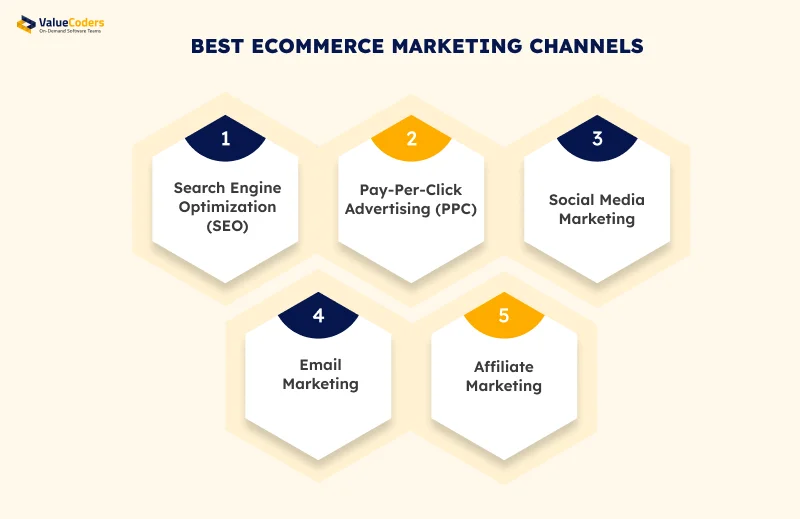 ValueCoders
On-Demand Software Teams
BEST ECOMMERCE MARKETING CHANNELS
1
Search Engine
Optimization
(SEO)
2
Pay-Per-Click
Advertising (PPC)
3
Social Media
Marketing
4
Email
Marketing
5
Affiliate
Marketing